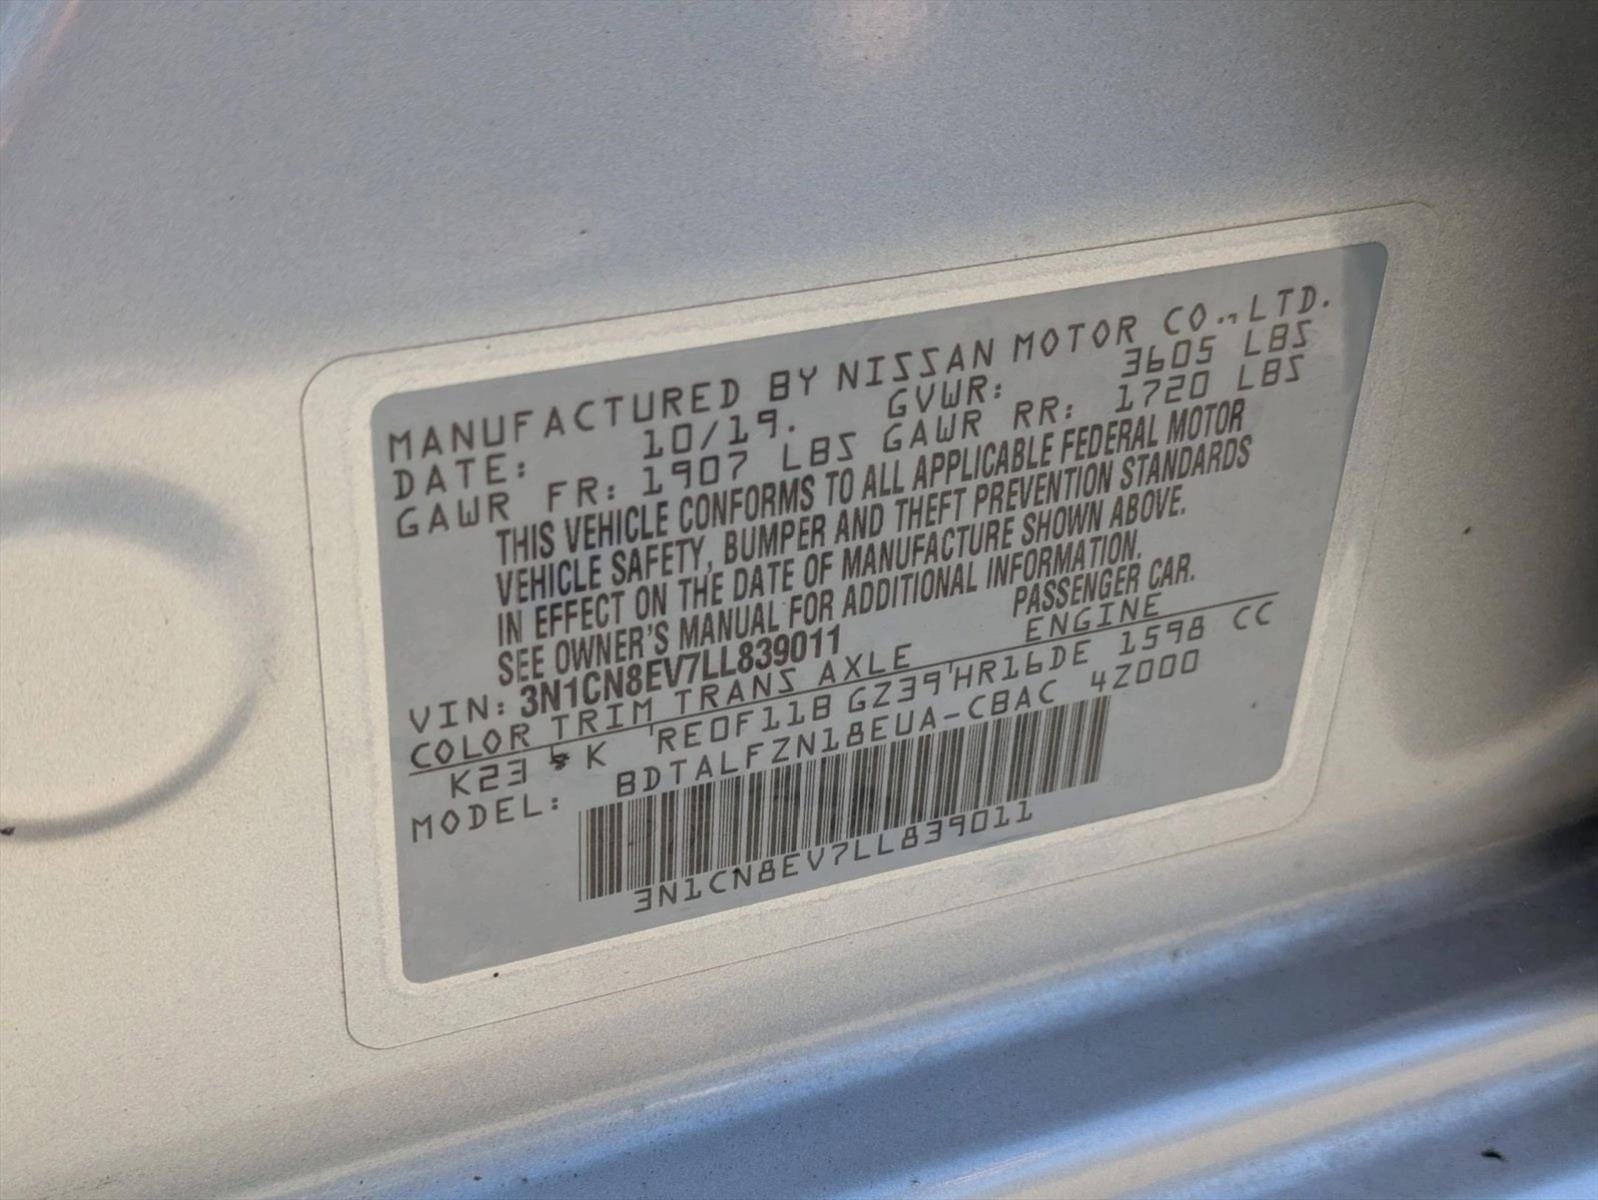 MANUFACTURED BY NISSAN MOTOR CO.,LTD.
DATE: 10/19. GVWR: 3605 LBS
GAWR FR: 1907 LBS GAWR RR: 1720 LBS
THIS VEHICLE CONFORMS TO ALL APPLICABLE FEDERAL MOTOR
VEHICLE SAFETY, BUMPER AND THEFT PREVENTION STANDARDS
IN EFFECT ON THE DATE OF MANUFACTURE SHOWN ABOVE.
SEE OWNER'S MANUAL FOR ADDITIONAL INFORMATION.
VIN: 3N1CN8EV7LL839011 PASSENGER CAR.
COLOR TRIM TRANS AXLE ENGINE
K23 K RE0F11B GZ39 HR16DE 1598 CC
MODEL: BDTALFZN18EUA-CBAC 4Z000
3N1CN8EV7LL839011